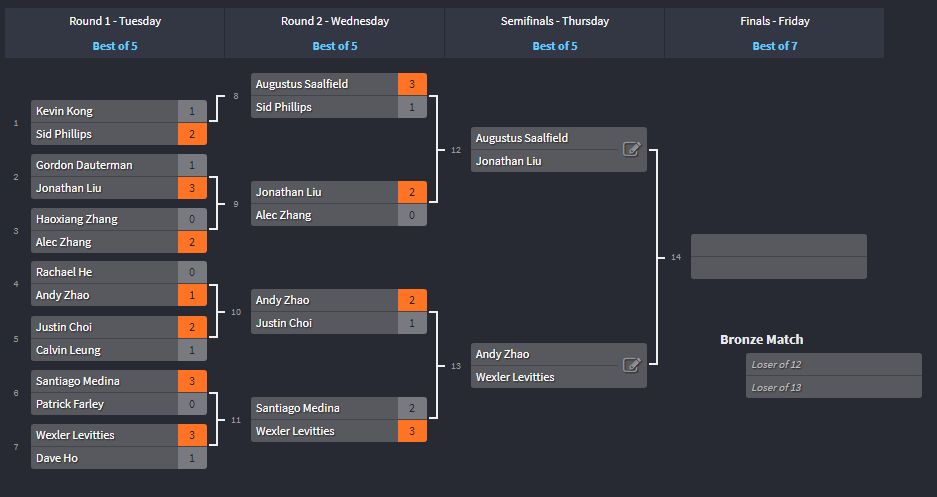 Round 1 - Tuesday
Best of 5
Round 2 - Wednesday
Best of 5
Semifinals - Thursday
Best of 5
Finals - Friday
Best of 7
1
Kevin Kong 1
Sid Phillips 2
2
Gordon Dauterman 1
Jonathan Liu 3
3
Haoxiang Zhang 0
Alec Zhang 2
4
Rachael He 0
Andy Zhao 1
5
Justin Choi 2
Calvin Leung 1
6
Santiago Medina 3
Patrick Farley 0
7
Wexler Levitties 3
Dave Ho 1
8
Augustus Saalfield 3
Sid Phillips 1
9
Jonathan Liu 2
Alec Zhang 0
10
Andy Zhao 2
Justin Choi 1
11
Santiago Medina 2
Wexler Levitties 3
12
Augustus Saalfield
Jonathan Liu
13
Andy Zhao
Wexler Levitties
14
Bronze Match
Loser of 12
Loser of 13